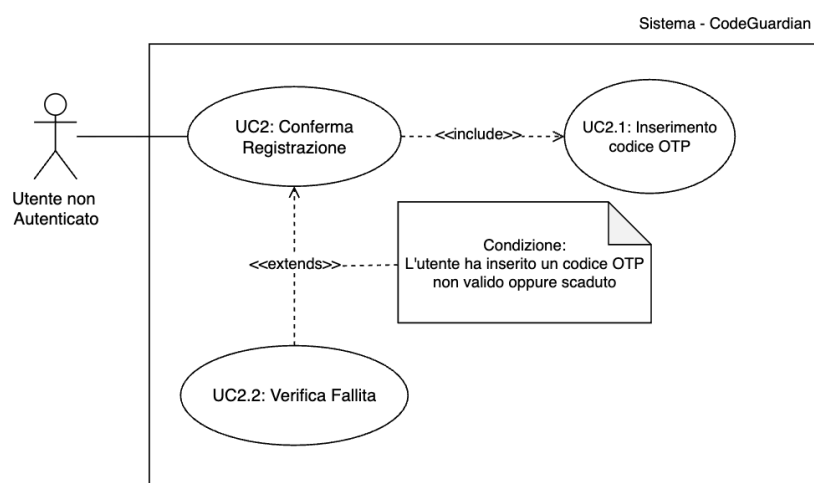 Sistema - CodeGuardian
UC2: Conferma
Registrazione
<<include>>
UC2.1: Inserimento
codice OTP
Utente non
Autenticato
<<extends>>
Condizione:
L'utente ha inserito un codice OTP
non valido oppure scaduto
UC2.2: Verifica Fallita